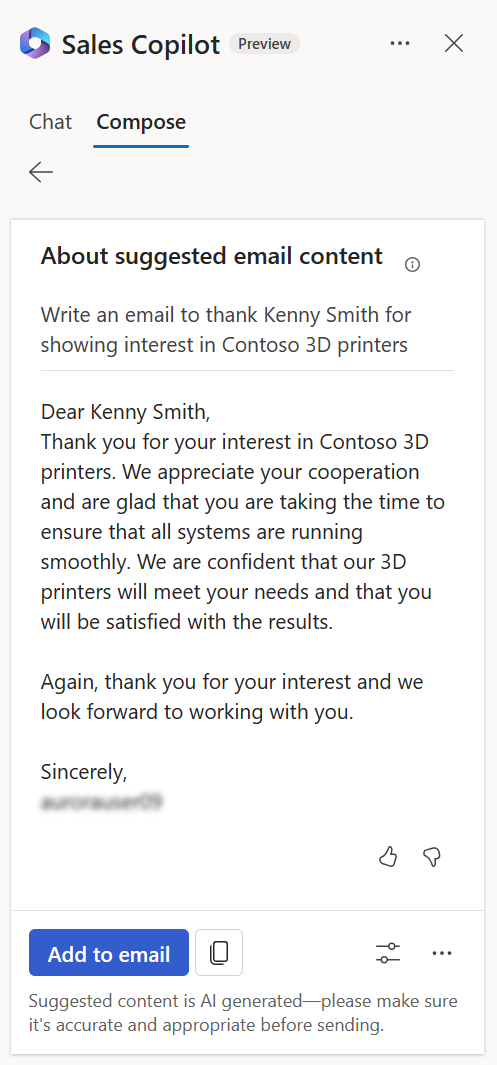 Sales Copilot Preview
Chat Compose
About suggested email content
Write an email to thank Kenny Smith for
showing interest in Contoso 3D printers
Dear Kenny Smith,
Thank you for your interest in Contoso 3D
printers. We appreciate your cooperation
and are glad that you are taking the time to
ensure that all systems are running
smoothly. We are confident that our 3D
printers will meet your needs and that you
will be satisfied with the results.
Again, thank you for your interest and we
look forward to working with you.
Sincerely,
Add to email
Suggested content is AI generated—please make sure
it's accurate and appropriate before sending.